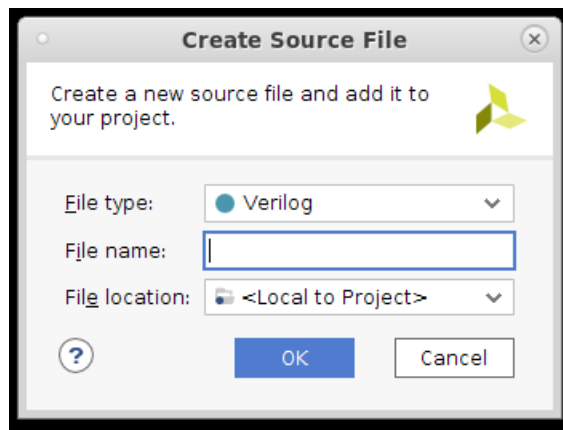 Create Source File
Create a new source file and add it to
your project.
File type: Verilog
File name:
File location: <Local to Project>
? OK Cancel